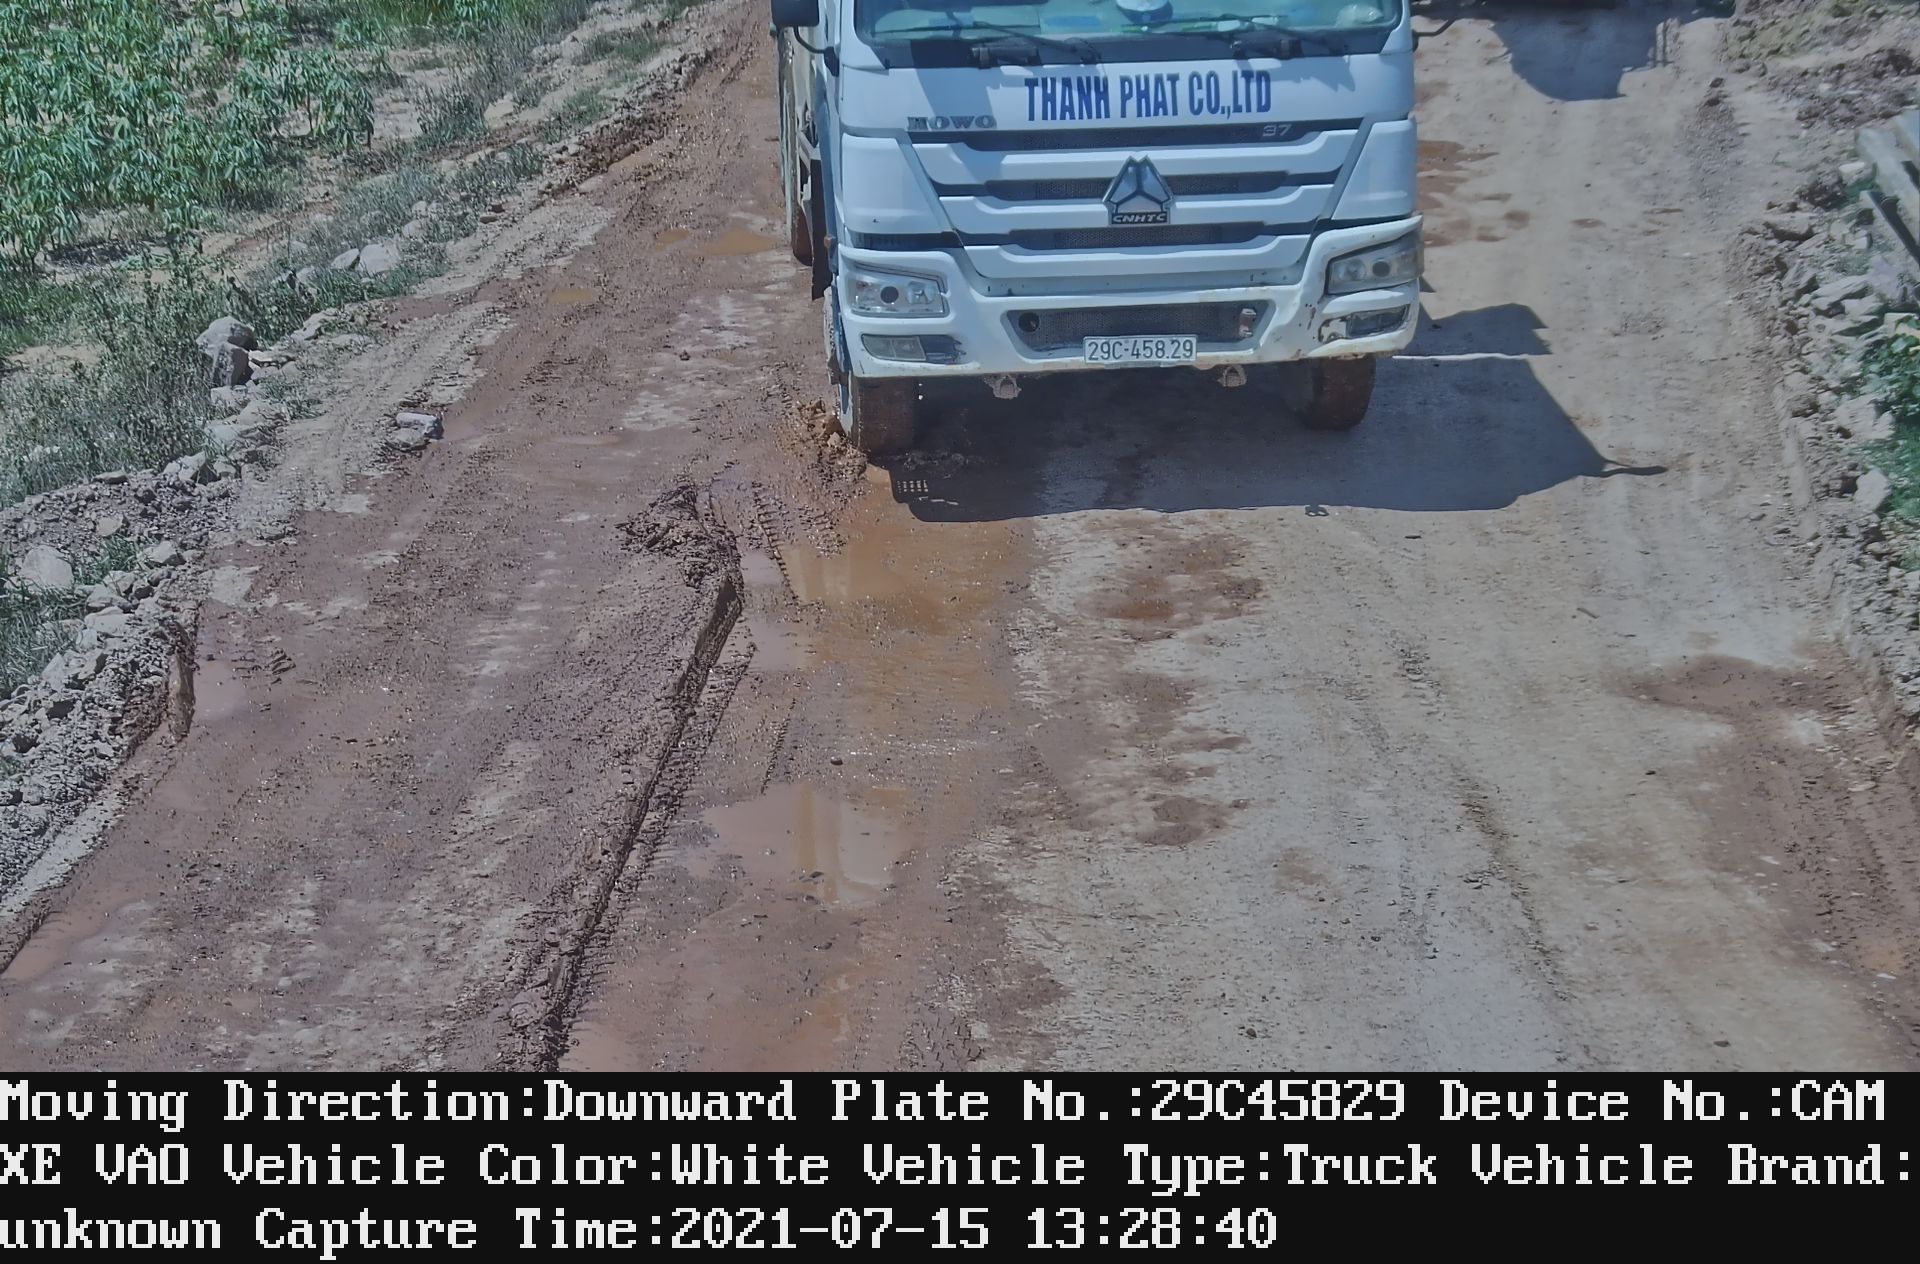 THANH PHAT CO.,LTD
HOWO
37
CNHTC
29C-458.29
Moving Direction:Downward Plate No.:29C45829 Device No.:CAM
XE VAO Vehicle Color:White Vehicle Type:Truck Vehicle Brand:
unknown Capture Time:2021-07-15 13:28:40